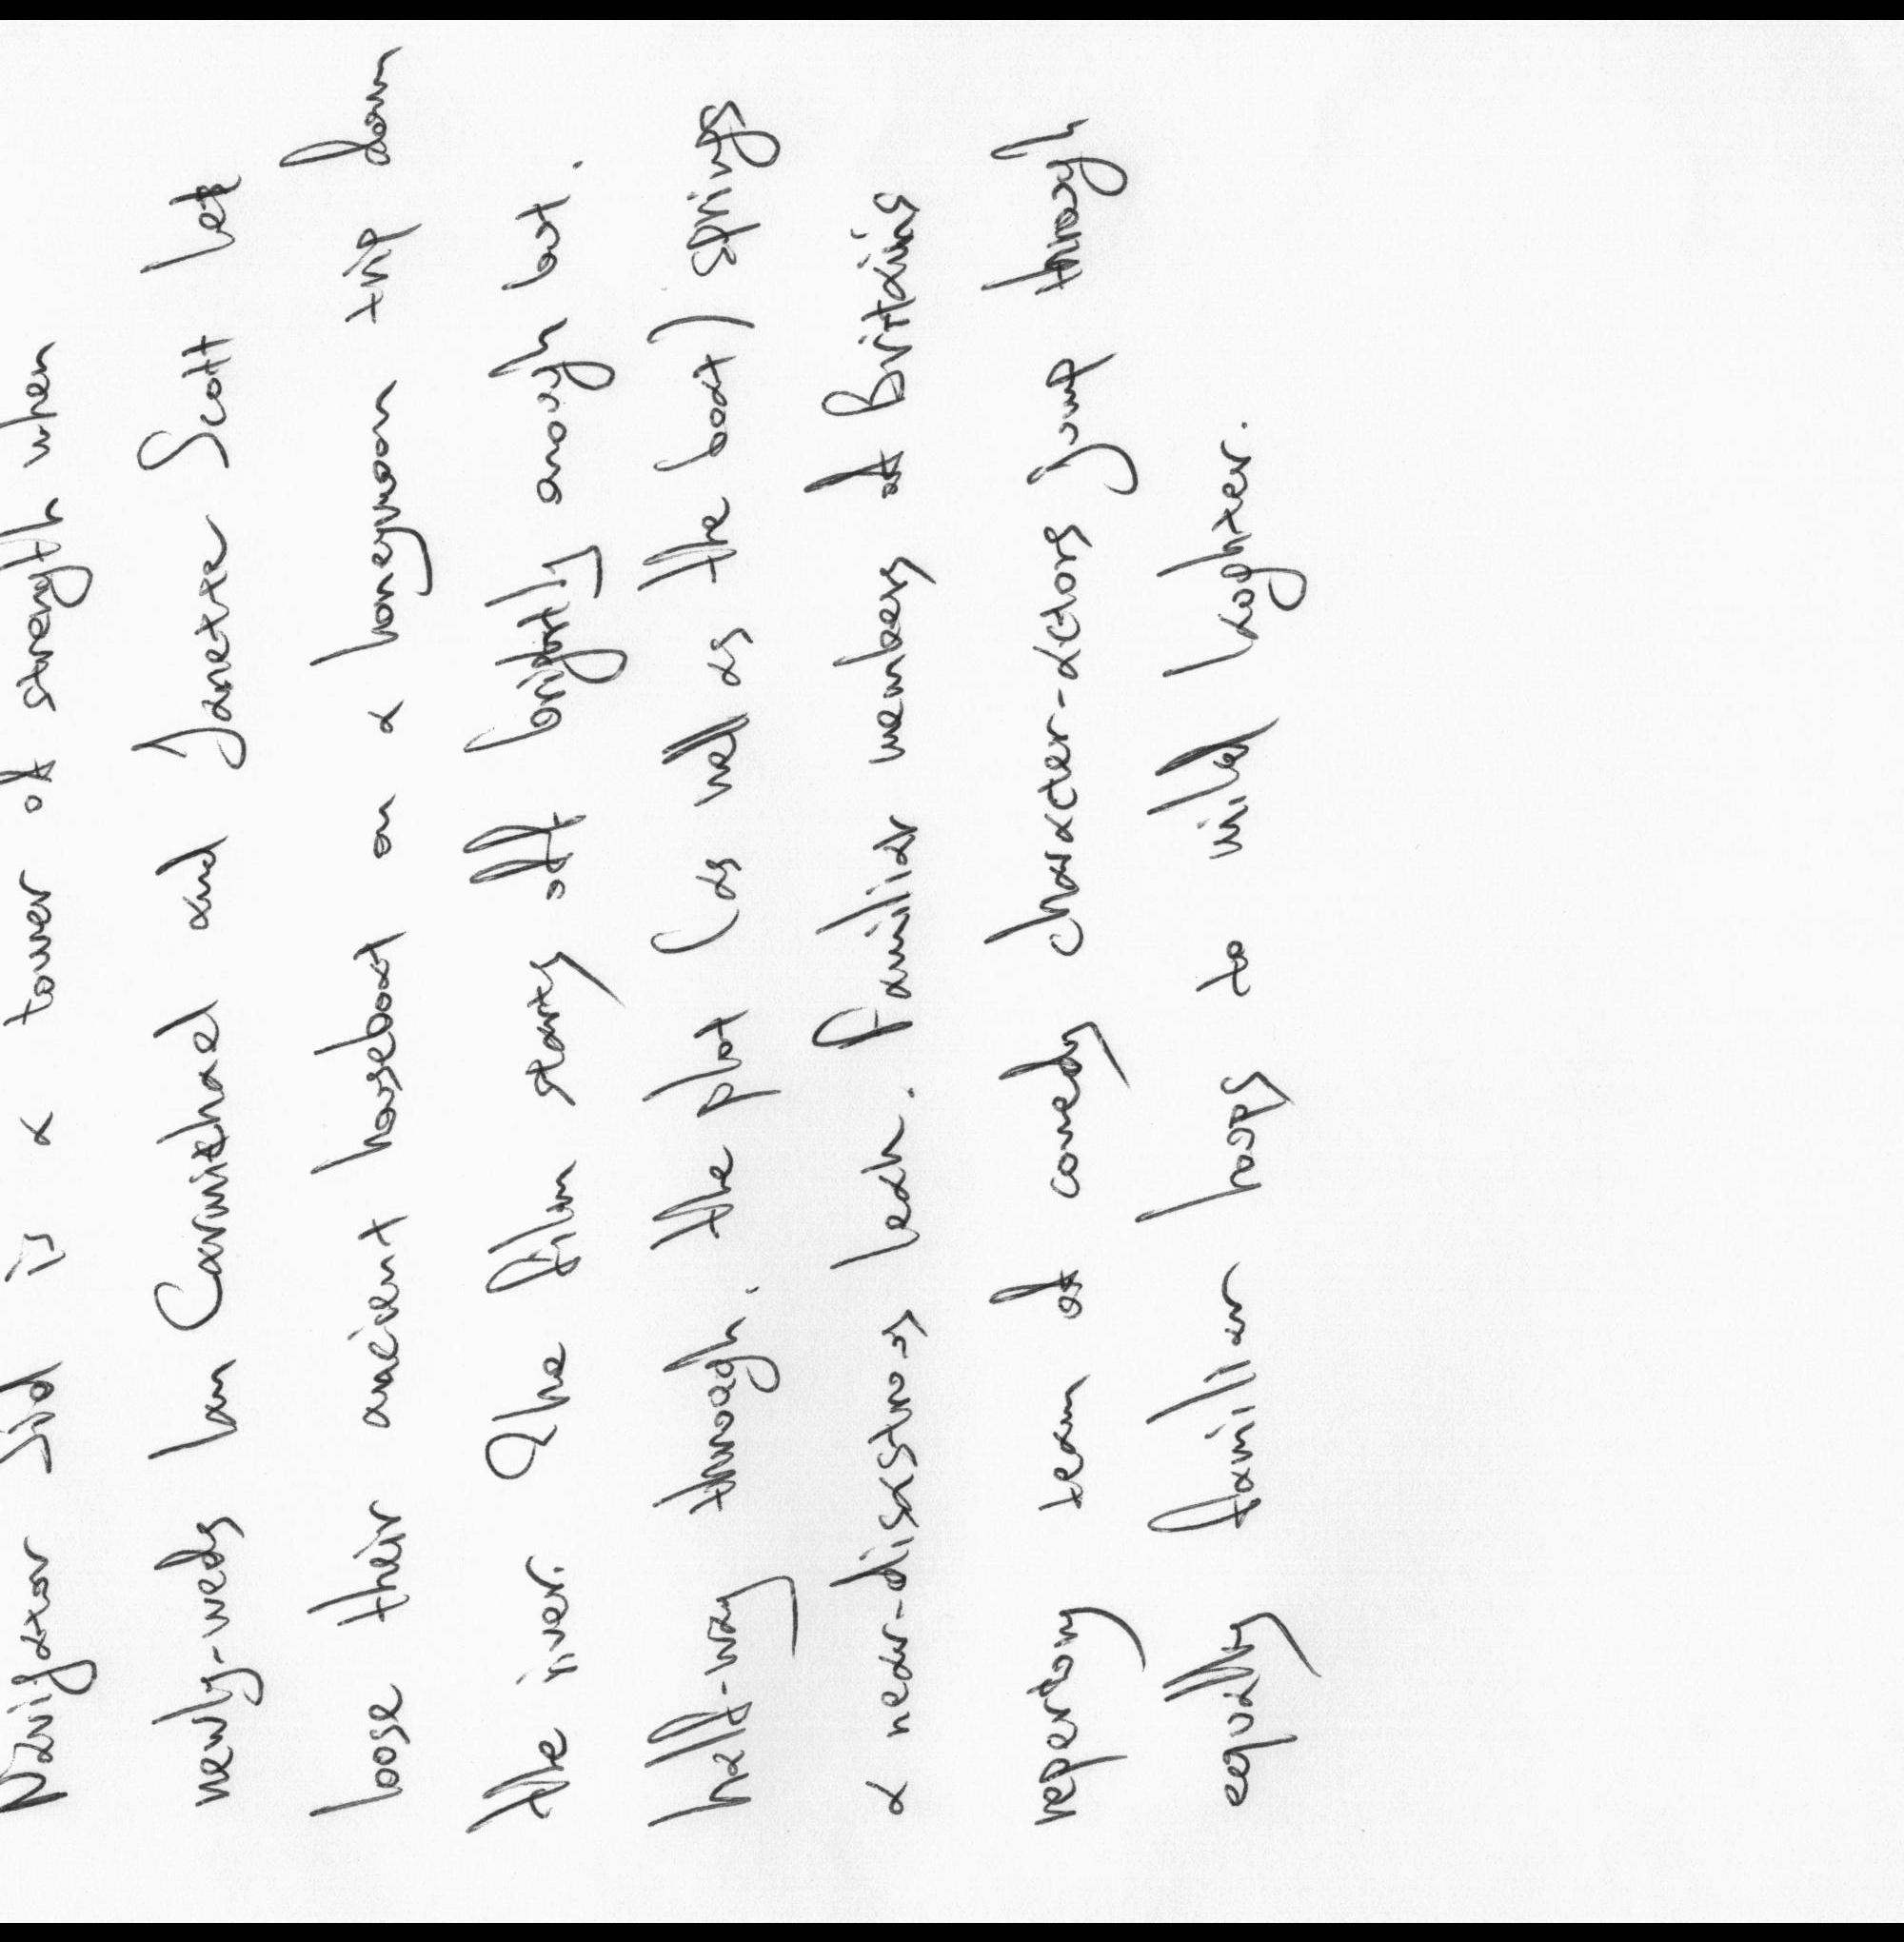 Navigator Sid is a tower of strength when
newly-weds Ian Carmichael and Janette Scott let
loose their ancient houseboat on a honeymoon trip down
the river. The film starts off brightly enough but.
half-way through. the plot (as well as the boat) springs
a near-disastros leak. Familiar members of Britains
repertory team of comedy character-actors jump through
equally familiar hoops to mild laghter.